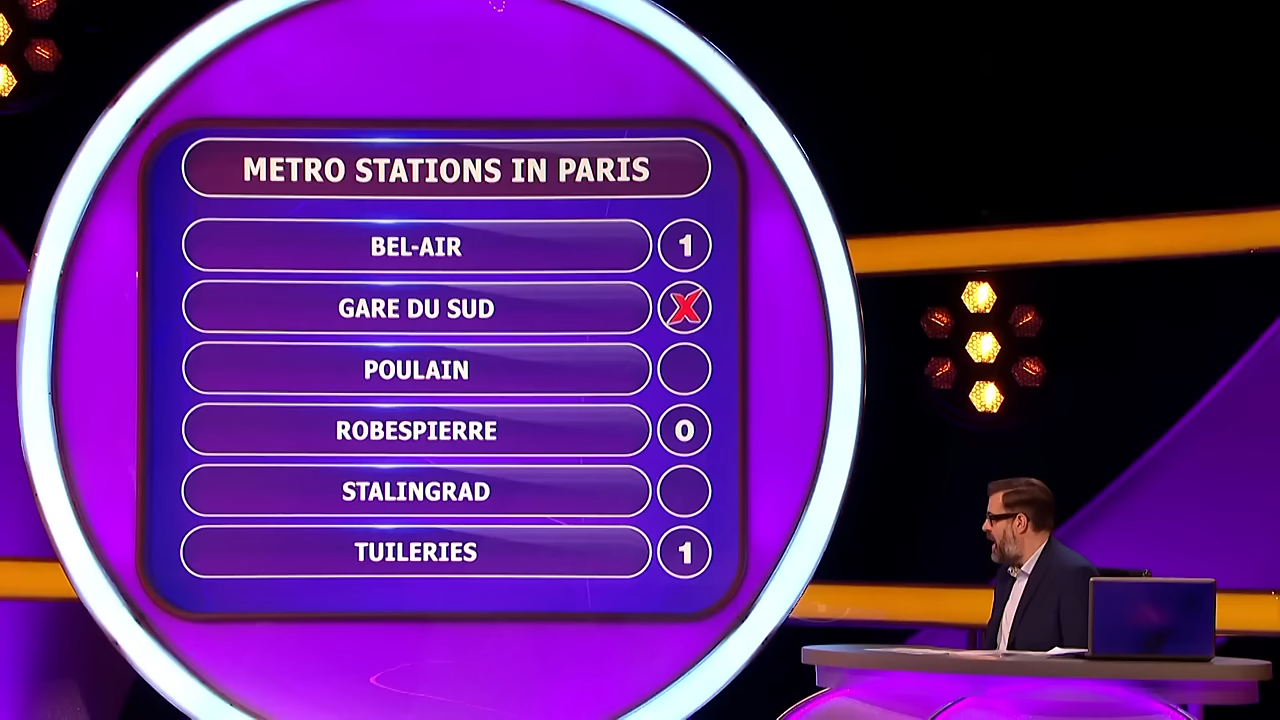 METRO STATIONS IN PARIS
BEL-AIR 1
GARE DU SUD X
POULAIN
ROBESPIERRE 0
STALINGRAD
TUILERIES 1